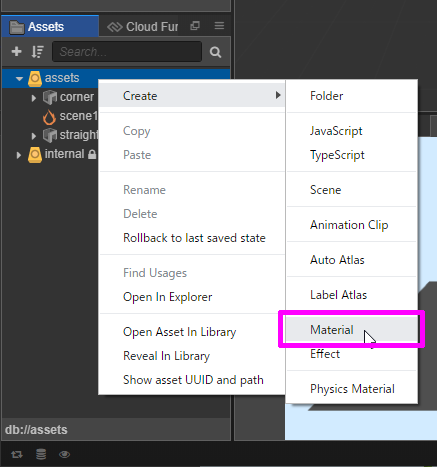 Assets
Cloud Fun
Search...
assets
corner
scene1
straigh
internal
Create
Copy
Paste
Rename
Delete
Rollback to last saved state
Find Usages
Open In Explorer
Open Asset In Library
Reveal In Library
Show asset UUID and path
Folder
JavaScript
TypeScript
Scene
Animation Clip
Auto Atlas
Label Atlas
Material
Effect
Physics Material
db://assets